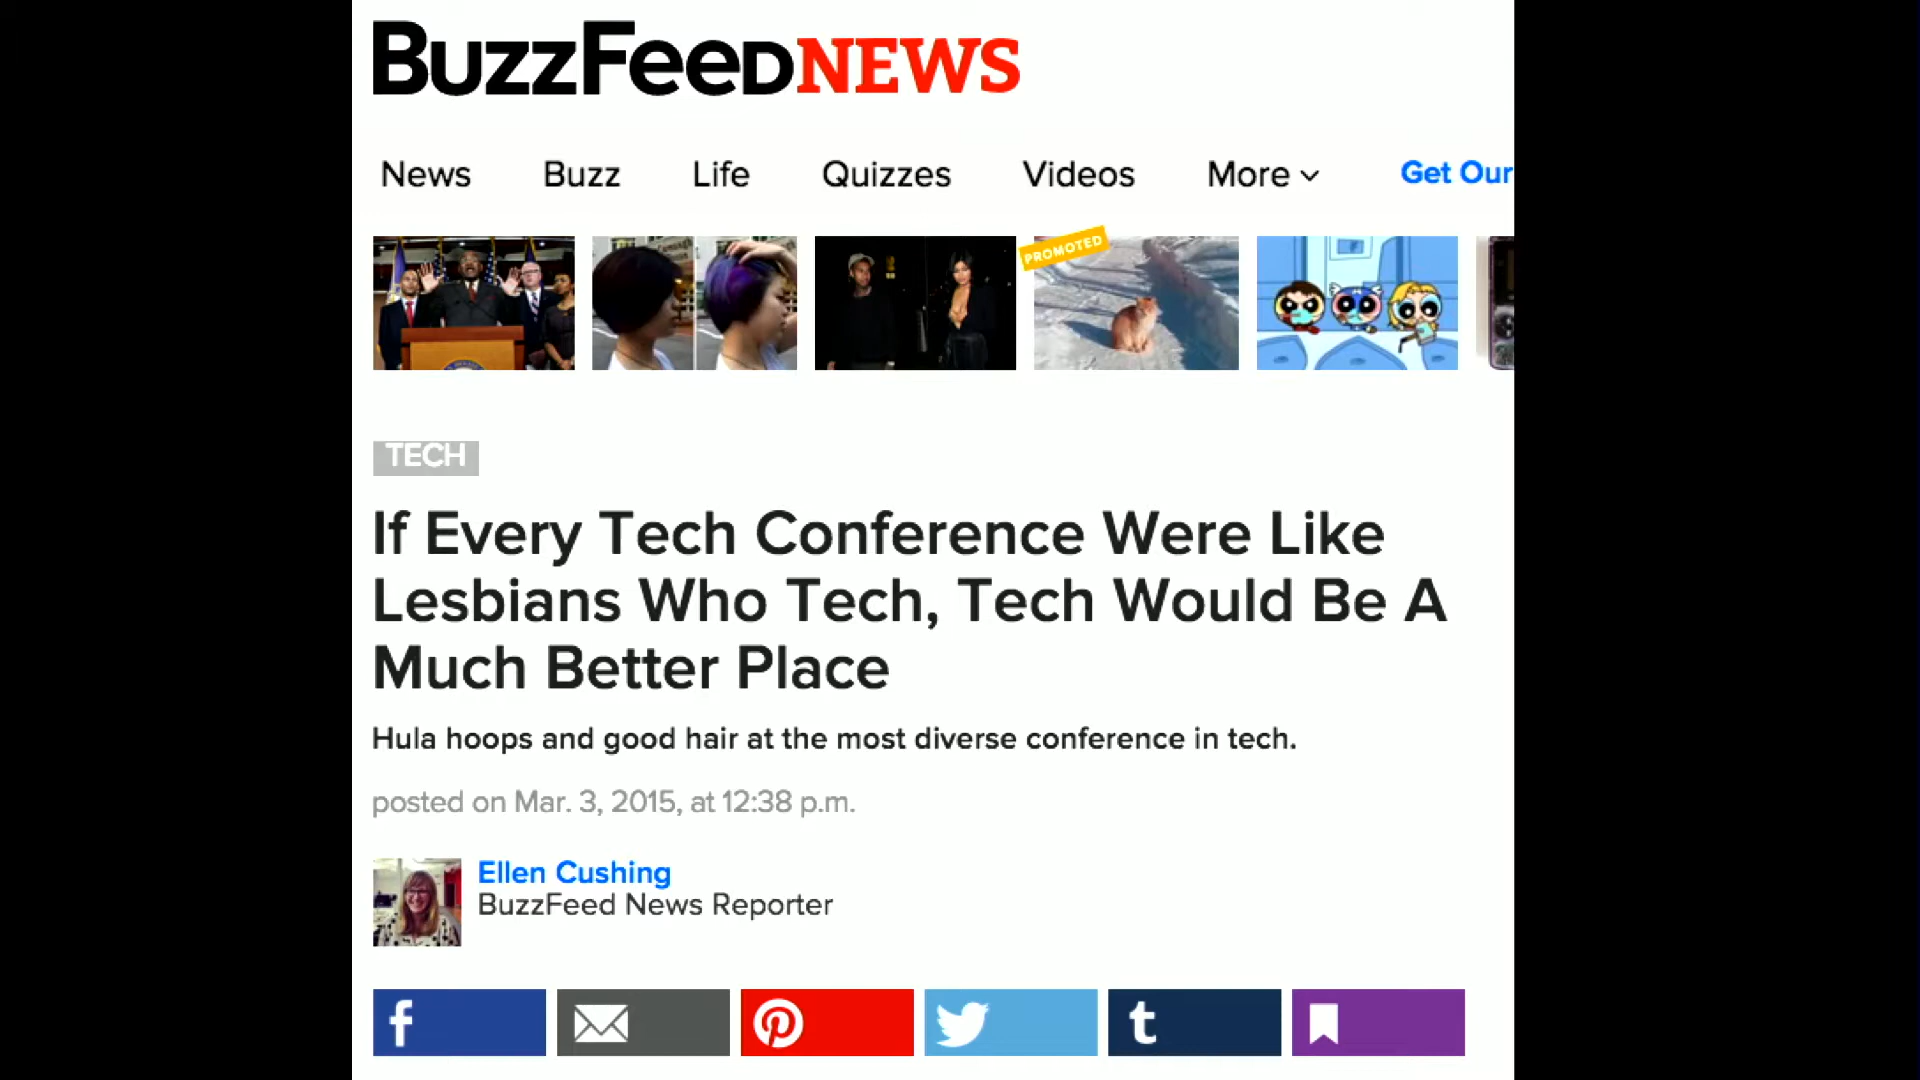 BuzzFeedNEWS
News Buzz Life Quizzes Videos More Get Our
PROMOTED
TECH
If Every Tech Conference Were Like
Lesbians Who Tech, Tech Would Be A
Much Better Place
Hula hoops and good hair at the most diverse conference in tech.
posted on Mar. 3, 2015, at 12:38 p.m.
Ellen Cushing
BuzzFeed News Reporter